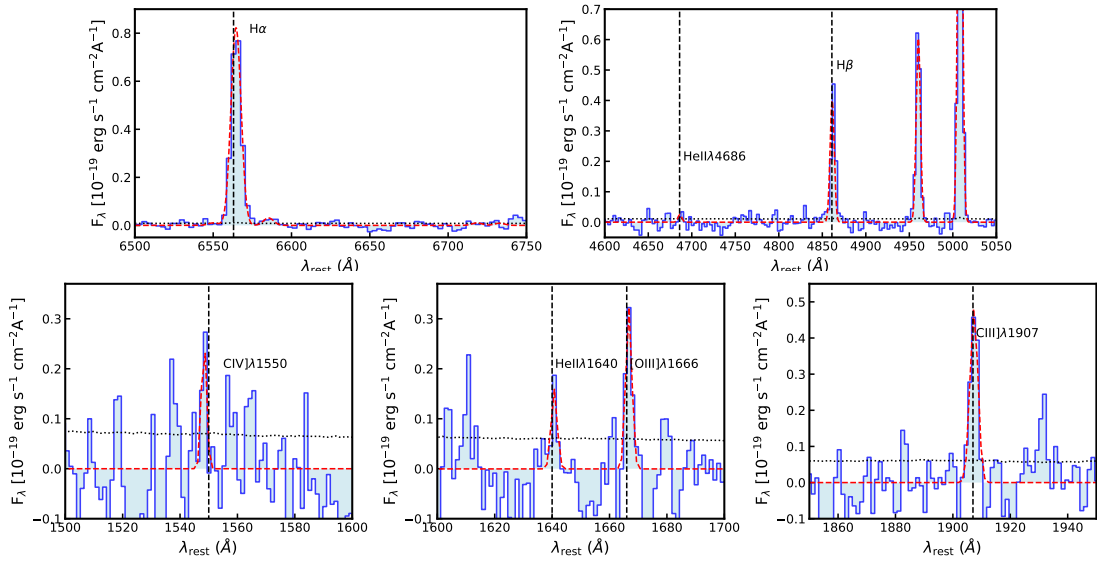 F_λ [10⁻¹⁹ erg s⁻¹ cm⁻²A⁻¹]
0.8
0.6
0.4
0.2
0.0
Hα
6500 6550 6600 6650 6700 6750
λ_rest (Å)
F_λ [10⁻¹⁹ erg s⁻¹ cm⁻²A⁻¹]
0.7
0.6
0.5
0.4
0.3
0.2
0.1
0.0
HeIIλ4686
Hβ
4600 4650 4700 4750 4800 4850 4900 4950 5000 5050
λ_rest (Å)
F_λ [10⁻¹⁹ erg s⁻¹ cm⁻²A⁻¹]
0.3
0.2
0.1
0.0
−0.1
CIV]λ1550
1500 1520 1540 1560 1580 1600
λ_rest (Å)
F_λ [10⁻¹⁹ erg s⁻¹ cm⁻²A⁻¹]
0.3
0.2
0.1
0.0
−0.1
HeIIλ1640
[OIII]λ1666
1600 1620 1640 1660 1680 1700
λ_rest (Å)
F_λ [10⁻¹⁹ erg s⁻¹ cm⁻²A⁻¹]
0.5
0.4
0.3
0.2
0.1
0.0
−0.1
CIII]λ1907
1860 1880 1900 1920 1940
λ_rest (Å)